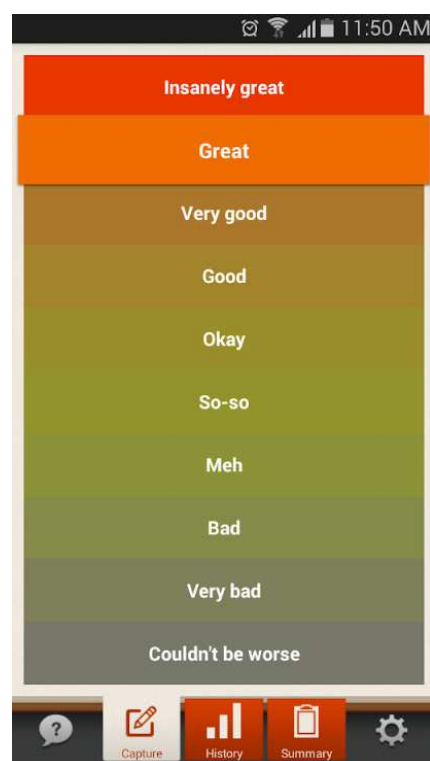 11:50 AM
Insanely great
Great
Very good
Good
Okay
So-so
Meh
Bad
Very bad
Couldn't be worse
?
Capture
History
Summary